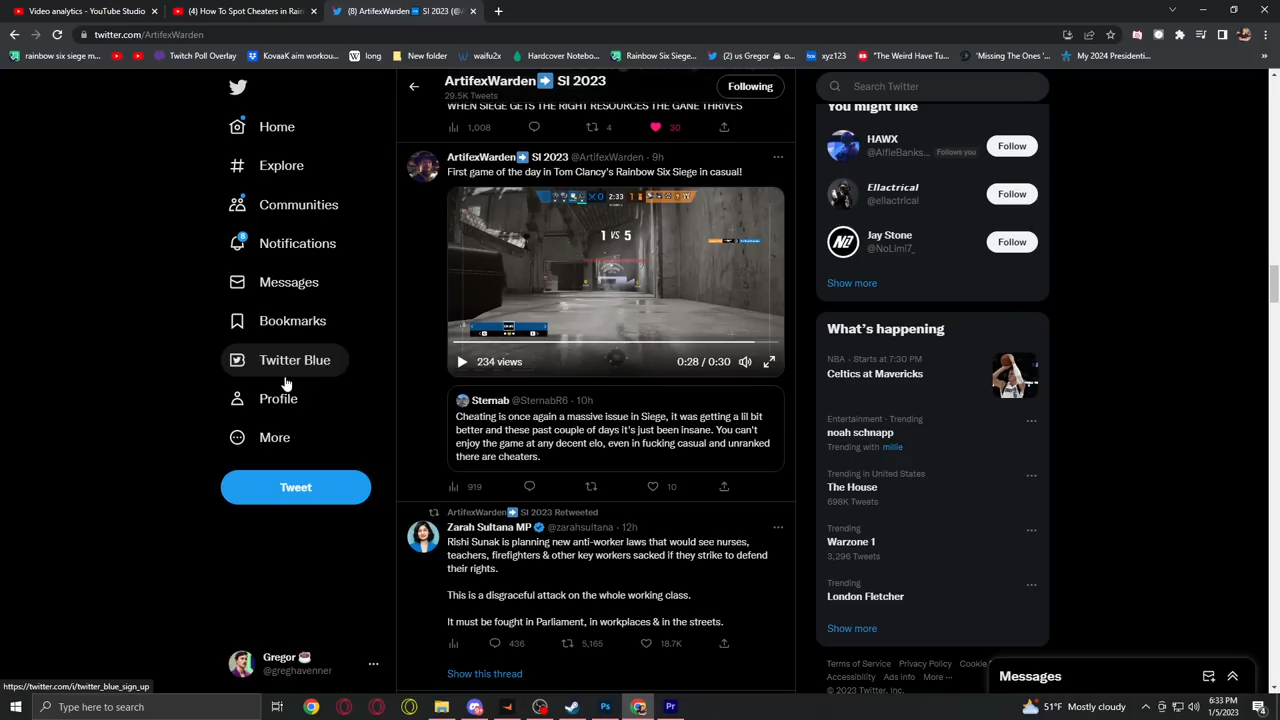 Video analytics - YouTube Studio
(4) How To Spot Cheaters in Rain
(8) ArtifexWarden➡️ SI 2023 (@A
twitter.com/ArtifexWarden
rainbow six siege m...
Twitch Poll Overlay
KovaaK aim workou...
long
New folder
waifu2x
Hardcover Notebo...
Rainbow Six Siege...
(2) us Gregor ☕ o...
xyz123
"The Weird Have Tu...
'Missing The Ones'...
My 2024 Presidenti...
Home
Explore
Communities
8
Notifications
Messages
Bookmarks
Twitter Blue
Profile
More
Tweet
Gregor ☕
@greghavenner
https://twitter.com/i/twitter_blue_sign_up
ArtifexWarden➡️ SI 2023
29.5K Tweets
Following
WHEN SIEGE GETS THE RIGHT RESOURCES THE GANE THRIVES
1,008 4 30
ArtifexWarden➡️ SI 2023 @ArtifexWarden · 9h
First game of the day in Tom Clancy's Rainbow Six Siege in casual!
0 2:33 1
1 VS 5
234 views 0:28 / 0:30
Sternab @SternabR6 · 10h
Cheating is once again a massive issue in Siege, it was getting a lil bit
better and these past couple of days it's just been insane. You can't
enjoy the game at any decent elo, even in fucking casual and unranked
there are cheaters.
919 10
ArtifexWarden➡️ SI 2023 Retweeted
Zarah Sultana MP @zarahsultana · 12h
Rishi Sunak is planning new anti-worker laws that would see nurses,
teachers, firefighters & other key workers sacked if they strike to defend
their rights.
This is a disgraceful attack on the whole working class.
It must be fought in Parliament, in workplaces & in the streets.
436 5,165 18.7K
Show this thread
Search Twitter
You might like
HAWX
@AlfieBanks... Follows you
Follow
Ellactrical
@ellactrical
Follow
Jay Stone
@NoLimi7_
Follow
Show more
What's happening
NBA · Starts at 7:30 PM
Celtics at Mavericks
Entertainment · Trending
noah schnapp
Trending with millie
Trending in United States
The House
698K Tweets
Trending
Warzone 1
3,296 Tweets
Trending
London Fletcher
Show more
Terms of Service Privacy Policy Cookie
Accessibility Ads info More ···
© 2023 Twitter, Inc.
Messages
Type here to search
51°F Mostly cloudy
6:33 PM
1/5/2023